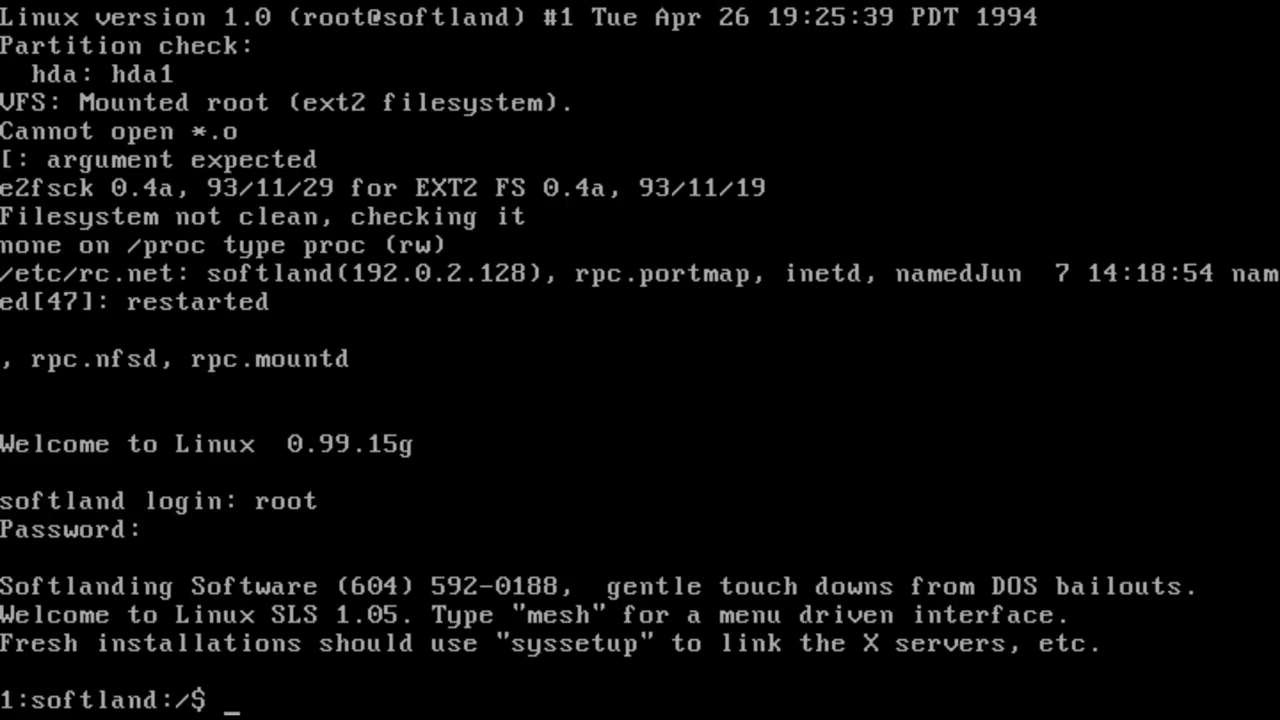 Linux version 1.0 (root@softland) #1 Tue Apr 26 19:25:39 PDT 1994
Partition check:
  hda: hda1
VFS: Mounted root (ext2 filesystem).
Cannot open *.o
[: argument expected
e2fsck 0.4a, 93/11/29 for EXT2 FS 0.4a, 93/11/19
Filesystem not clean, checking it
none on /proc type proc (rw)
/etc/rc.net: softland(192.0.2.128), rpc.portmap, inetd, namedJun  7 14:18:54 nam
ed[47]: restarted
, rpc.nfsd, rpc.mountd
Welcome to Linux  0.99.15g
softland login: root
Password:
Softlanding Software (604) 592-0188,  gentle touch downs from DOS bailouts.
Welcome to Linux SLS 1.05. Type "mesh" for a menu driven interface.
Fresh installations should use "syssetup" to link the X servers, etc.
1:softland:/$ _